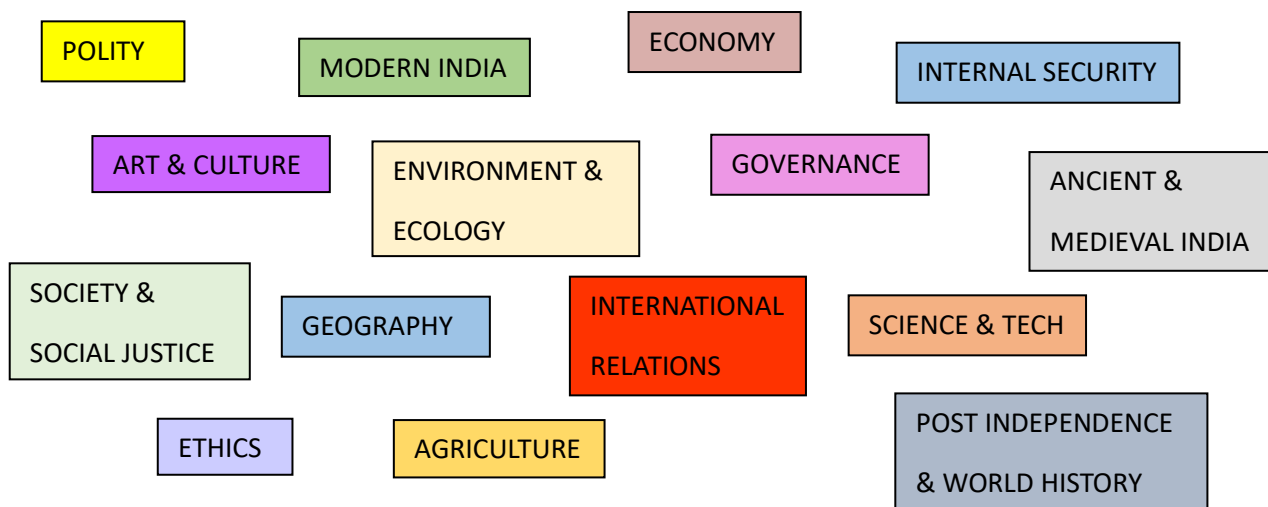 POLITY
MODERN INDIA
ECONOMY
INTERNAL SECURITY
ART & CULTURE
ENVIRONMENT &
ECOLOGY
GOVERNANCE
ANCIENT &
MEDIEVAL INDIA
SOCIETY &
SOCIAL JUSTICE
GEOGRAPHY
INTERNATIONAL
RELATIONS
SCIENCE & TECH
ETHICS
AGRICULTURE
POST INDEPENDENCE
& WORLD HISTORY